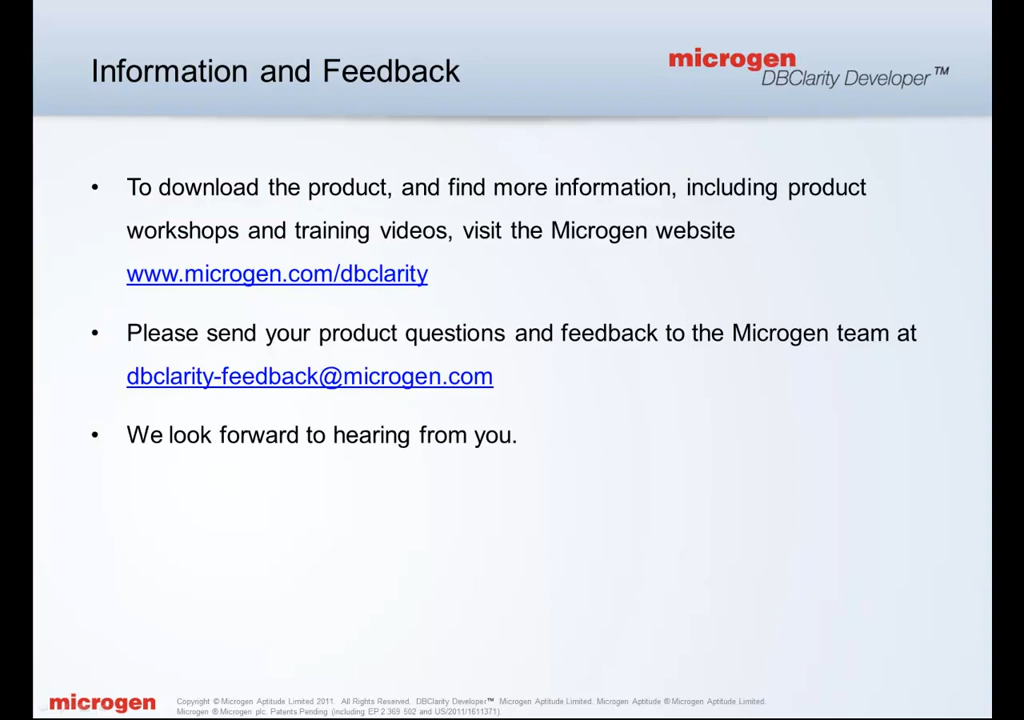 Information and Feedback
microgen
DBClarity Developer™
• To download the product, and find more information, including product
workshops and training videos, visit the Microgen website
www.microgen.com/dbclarity
• Please send your product questions and feedback to the Microgen team at
dbclarity-feedback@microgen.com
• We look forward to hearing from you.
microgen
Copyright © Microgen Aptitude Limited 2011. All Rights Reserved. DBClarity Developer™ Microgen Aptitude Limited. Microgen Aptitude ® Microgen Aptitude Limited.
Microgen ® Microgen plc. Patents Pending (including EP 2 369 502 and US/2011/1611371)